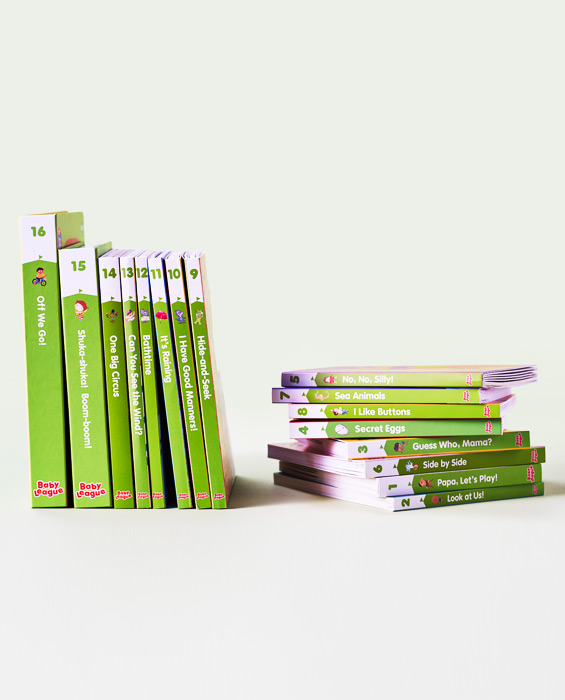 16
Off We Go!
Baby League
15
Shuka-shuka! Boom-boom!
Baby League
14
One Big Circus
Baby League
13
Can You See the Wind?
12
Bathtime
11
It's Raining
10
I Have Good Manners!
9
Hide-and-Seek
5 No, No, Silly!
7 Sea Animals
8 I Like Buttons
4 Secret Eggs
3 Guess Who, Mama?
6 Side by Side
1 Papa, Let's Play!
2 Look at Us!